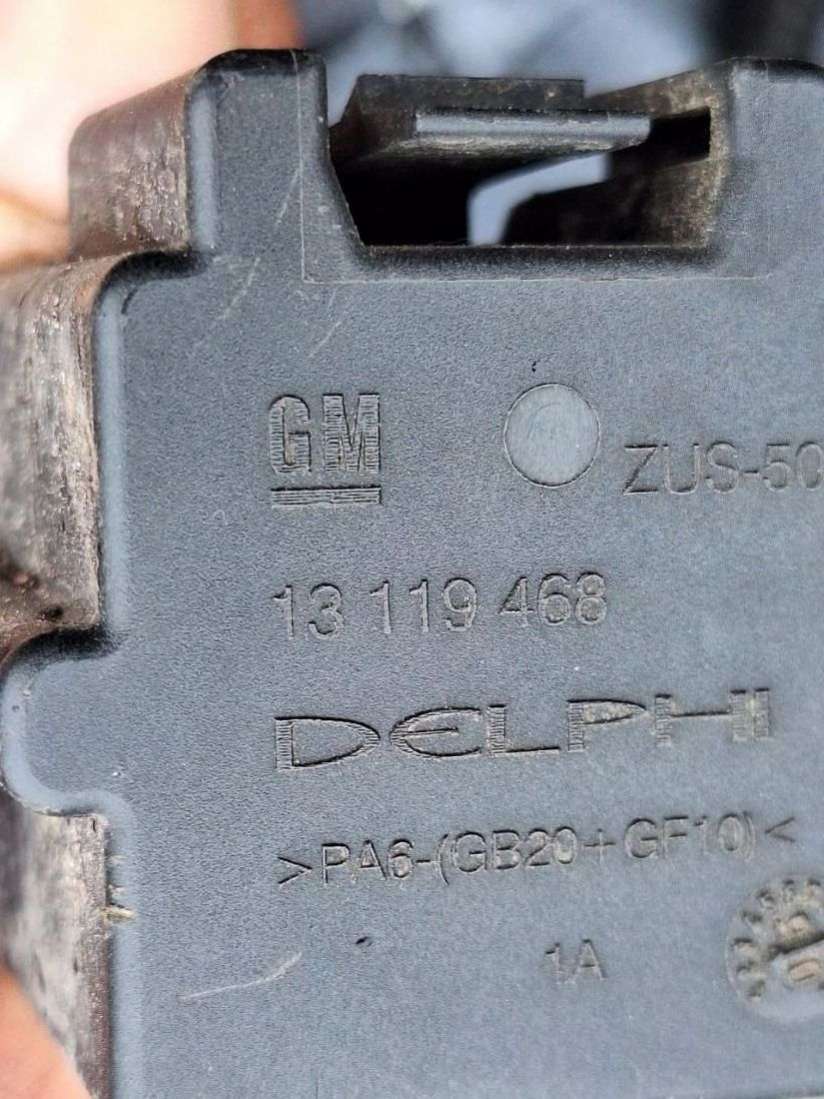 GM
ZUS-50
13 119 468
DELPHI
>PA6-(GB20+GF10)<
1A